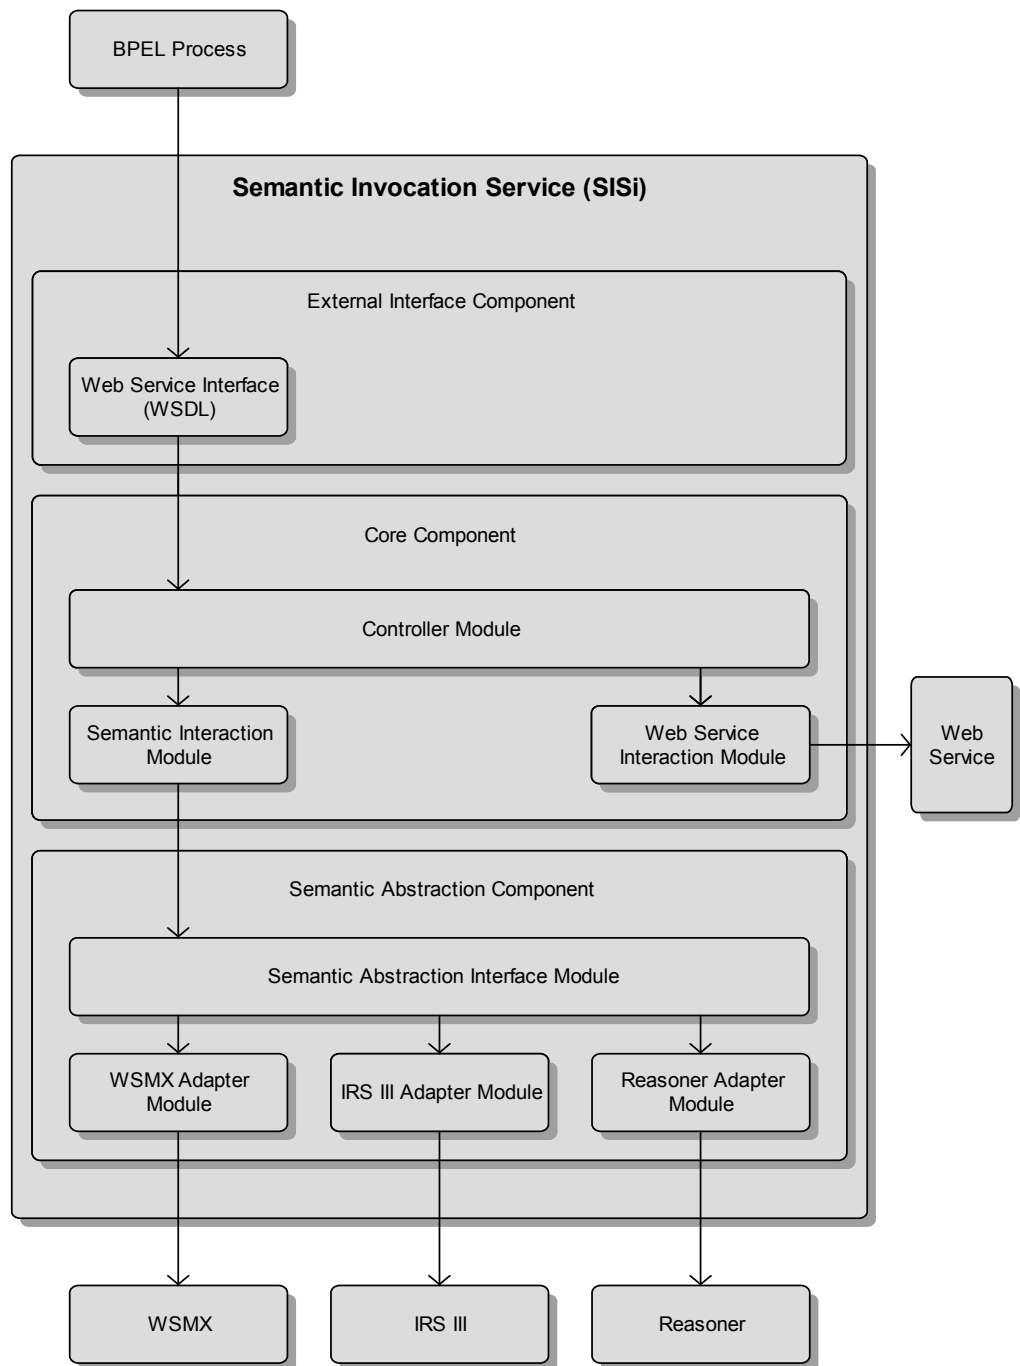 BPEL Process
Semantic Invocation Service (SISi)
External Interface Component
Web Service Interface
(WSDL)
Core Component
Controller Module
Semantic Interaction
Module
Web Service
Interaction Module
Web
Service
Semantic Abstraction Component
Semantic Abstraction Interface Module
WSMX Adapter
Module
IRS III Adapter Module
Reasoner Adapter
Module
WSMX
IRS III
Reasoner